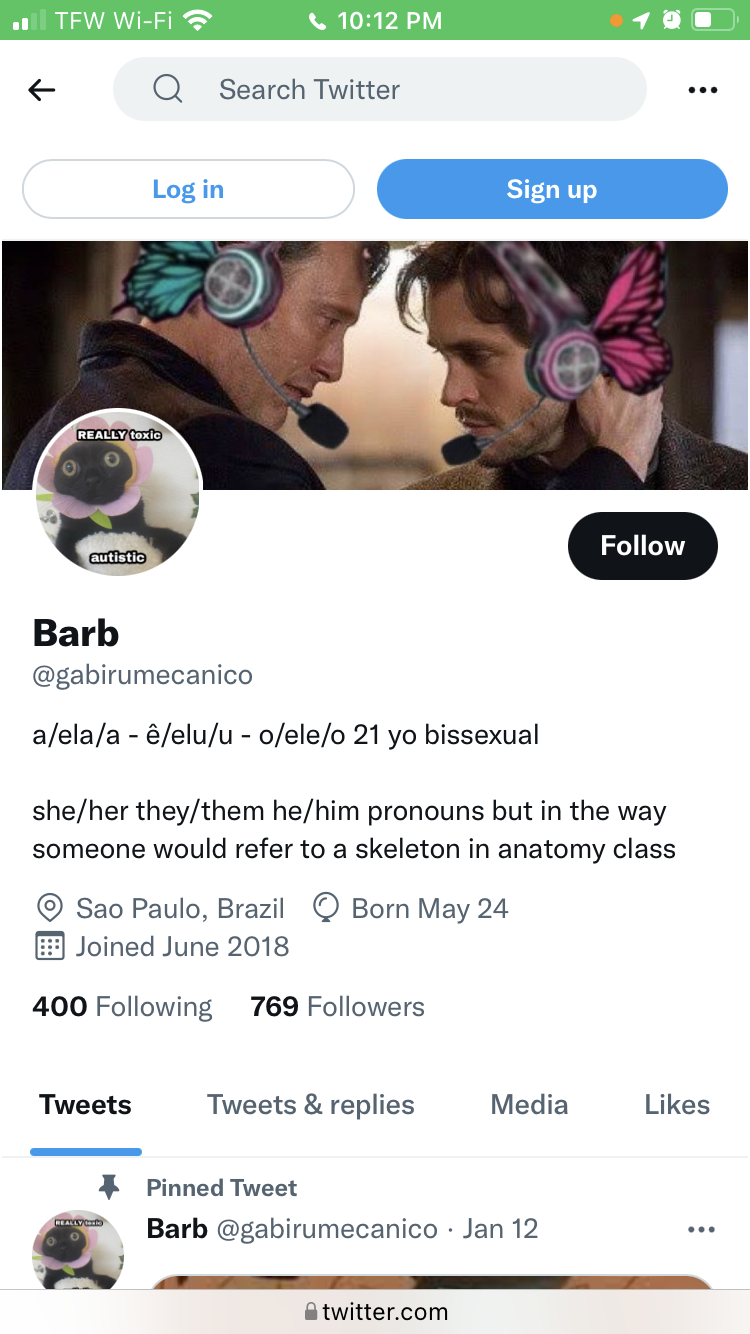 TFW Wi-Fi 10:12 PM
Search Twitter
Log in Sign up
REALLY toxic
autistic
Follow
Barb
@gabirumecanico
a/ela/a - ê/elu/u - o/ele/o 21 yo bissexual
she/her they/them he/him pronouns but in the way
someone would refer to a skeleton in anatomy class
Sao Paulo, Brazil Born May 24
Joined June 2018
400 Following 769 Followers
Tweets Tweets & replies Media Likes
Pinned Tweet
Barb @gabirumecanico · Jan 12
REALLY toxic
twitter.com